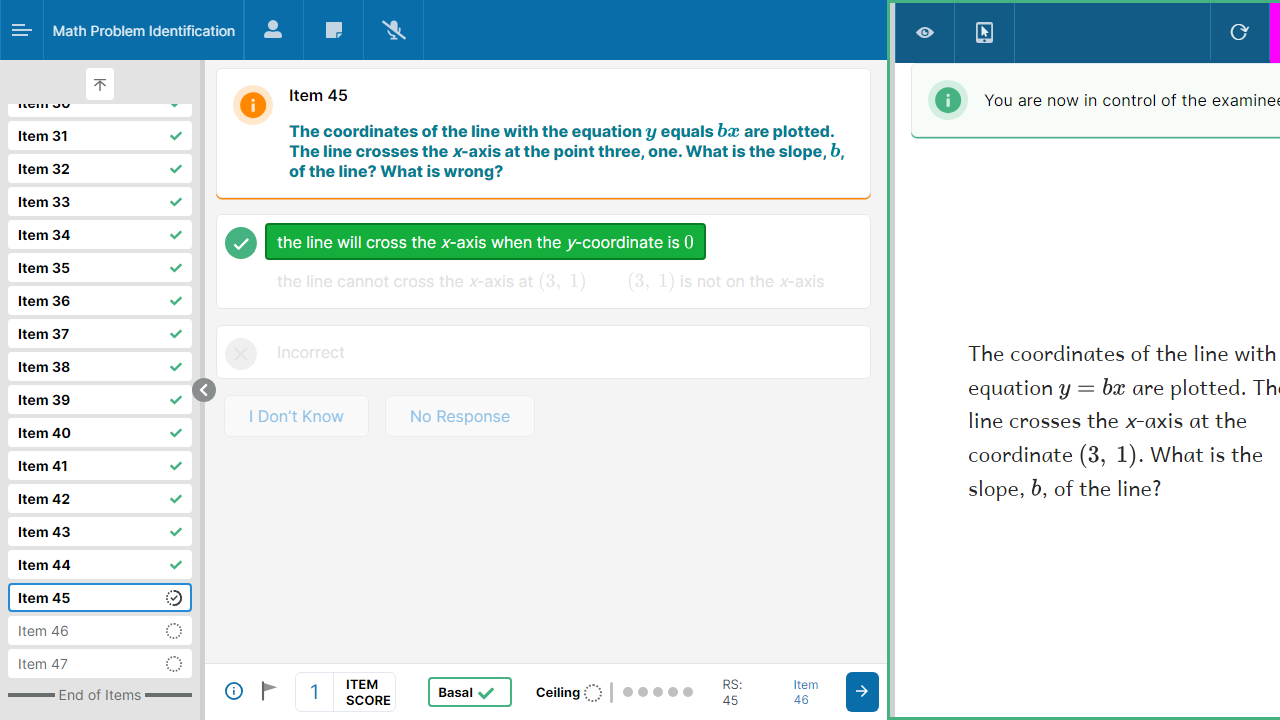 Math Problem Identification
Item 31
Item 32
Item 33
Item 34
Item 35
Item 36
Item 37
Item 38
Item 39
Item 40
Item 41
Item 42
Item 43
Item 44
Item 45
Item 46
Item 47
End of Items
Item 45
The coordinates of the line with the equation y equals bx are plotted.
The line crosses the x-axis at the point three, one. What is the slope, b,
of the line? What is wrong?
the line will cross the x-axis when the y-coordinate is 0
the line cannot cross the x-axis at (3, 1) (3, 1) is not on the x-axis
Incorrect
I Don't Know
No Response
1
ITEM
SCORE
Basal
Ceiling
RS:
45
Item
46
You are now in control of the examinee
The coordinates of the line with
equation y = bx are plotted. The
line crosses the x-axis at the
coordinate (3, 1). What is the
slope, b, of the line?